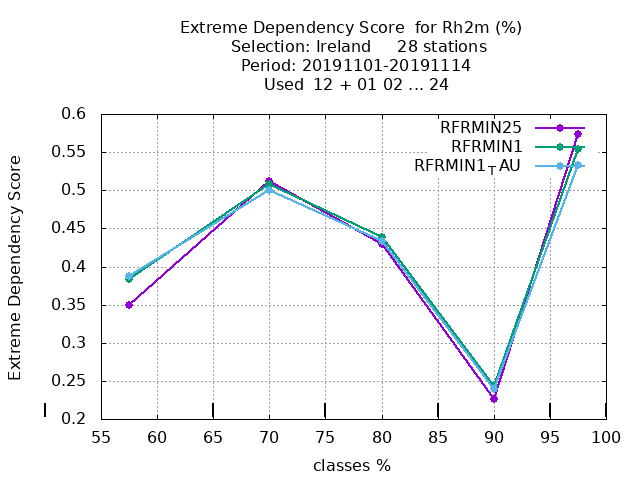 Extreme Dependency Score  for Rh2m (%)
Selection: Ireland     28 stations
Period: 20191101-20191114
Used  12 + 01 02 ... 24
RFRMIN25
RFRMIN1
RFRMIN1TAU
Extreme Dependency Score
0.6
0.55
0.5
0.45
0.4
0.35
0.3
0.25
0.2
55 60 65 70 75 80 85 90 95 100
classes %